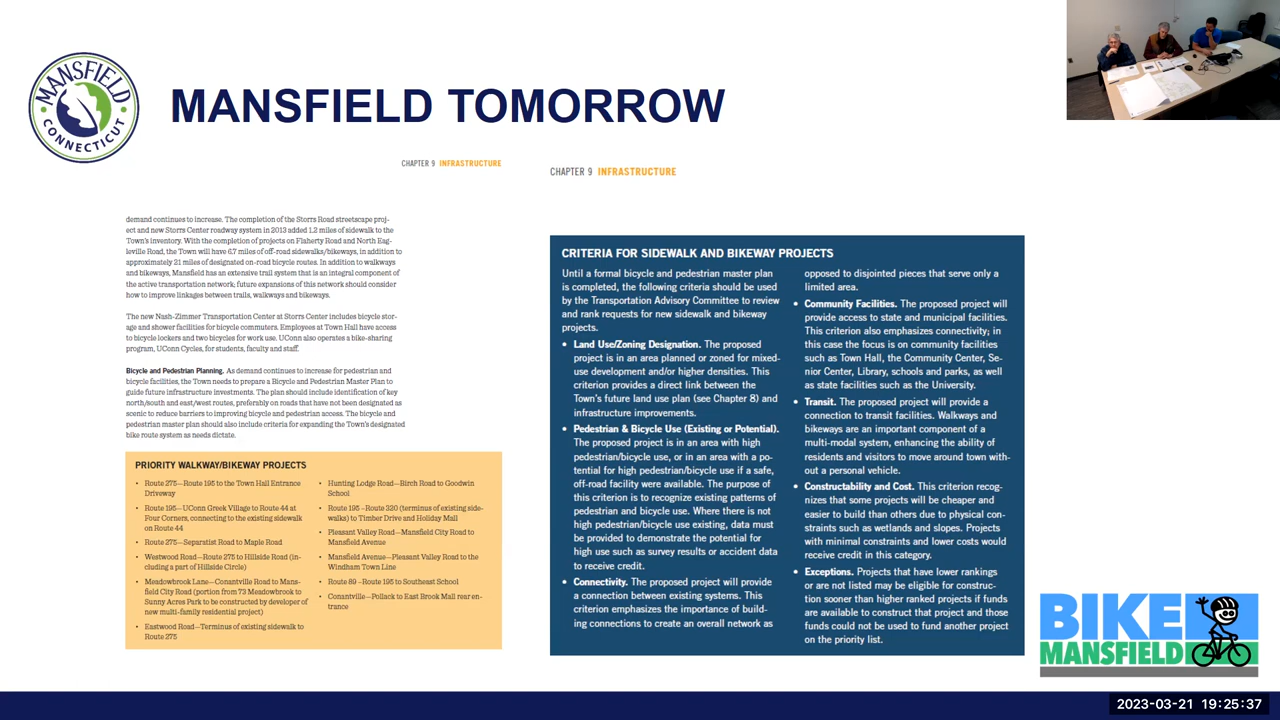 MANSFIELD
CONNECTICUT
MANSFIELD TOMORROW
CHAPTER 9 INFRASTRUCTURE
demand continues to increase. The completion of the Storrs Road streetscape proj-
ect and new Storrs Center roadway system in 2013 added 1.2 miles of sidewalk to the
Town's inventory. With the completion of projects on Flaherty Road and North Eag-
leville Road, the Town will have 6.7 miles of off-road sidewalks/bikeways, in addition to
approximately 21 miles of designated on-road bicycle routes. In addition to walkways
and bikeways, Mansfield has an extensive trail system that is an integral component of
the active transportation network; future expansions of this network should consider
how to improve linkages between trails, walkways and bikeways.
The new Nash-Zimmer Transportation Center at Storrs Center includes bicycle stor-
age and shower facilities for bicycle commuters. Employees at Town Hall have access
to bicycle lockers and two bicycles for work use. UConn also operates a bike-sharing
program, UConn Cycles, for students, faculty and staff.
Bicycle and Pedestrian Planning. As demand continues to increase for pedestrian and
bicycle facilities, the Town needs to prepare a Bicycle and Pedestrian Master Plan to
guide future infrastructure investments. The plan should include identification of key
north/south and east/west routes, preferably on roads that have not been designated as
scenic to reduce barriers to improving bicycle and pedestrian access. The bicycle and
pedestrian master plan should also include criteria for expanding the Town's designated
bike route system as needs dictate.
PRIORITY WALKWAY/BIKEWAY PROJECTS
• Route 275—Route 195 to the Town Hall Entrance
Driveway
• Route 195—UConn Greek Village to Route 44 at
Four Corners, connecting to the existing sidewalk
on Route 44
• Route 275—Separatist Road to Maple Road
• Westwood Road—Route 275 to Hillside Road (in-
cluding a part of Hillside Circle)
• Meadowbrook Lane—Conantville Road to Mans-
field City Road (portion from 73 Meadowbrook to
Sunny Acres Park to be constructed by developer of
new multi-family residential project)
• Eastwood Road—Terminus of existing sidewalk to
Route 275
• Hunting Lodge Road—Birch Road to Goodwin
School
• Route 195 -Route 320 (terminus of existing side-
walks) to Timber Drive and Holiday Mall
• Pleasant Valley Road—Mansfield City Road to
Mansfield Avenue
• Mansfield Avenue—Pleasant Valley Road to the
Windham Town Line
• Route 89 –Route 195 to Southeast School
• Conantville—Pollack to East Brook Mall rear en-
trance
CHAPTER 9 INFRASTRUCTURE
CRITERIA FOR SIDEWALK AND BIKEWAY PROJECTS
Until a formal bicycle and pedestrian master plan
is completed, the following criteria should be used
by the Transportation Advisory Committee to review
and rank requests for new sidewalk and bikeway
projects.
• Land Use/Zoning Designation. The proposed
project is in an area planned or zoned for mixed-
use development and/or higher densities. This
criterion provides a direct link between the
Town's future land use plan (see Chapter 8) and
infrastructure improvements.
• Pedestrian & Bicycle Use (Existing or Potential).
The proposed project is in an area with high
pedestrian/bicycle use, or in an area with a po-
tential for high pedestrian/bicycle use if a safe,
off-road facility were available. The purpose of
this criterion is to recognize existing patterns of
pedestrian and bicycle use. Where there is not
high pedestrian/bicycle use existing, data must
be provided to demonstrate the potential for
high use such as survey results or accident data
to receive credit.
• Connectivity. The proposed project will provide
a connection between existing systems. This
criterion emphasizes the importance of build-
ing connections to create an overall network as
opposed to disjointed pieces that serve only a
limited area.
• Community Facilities. The proposed project will
provide access to state and municipal facilities.
This criterion also emphasizes connectivity; in
this case the focus is on community facilities
such as Town Hall, the Community Center, Se-
nior Center, Library, schools and parks, as well
as state facilities such as the University.
• Transit. The proposed project will provide a
connection to transit facilities. Walkways and
bikeways are an important component of a
multi-modal system, enhancing the ability of
residents and visitors to move around town with-
out a personal vehicle.
• Constructability and Cost. This criterion recog-
nizes that some projects will be cheaper and
easier to build than others due to physical con-
straints such as wetlands and slopes. Projects
with minimal constraints and lower costs would
receive credit in this category.
• Exceptions. Projects that have lower rankings
or are not listed may be eligible for construc-
tion sooner than higher ranked projects if funds
are available to construct that project and those
funds could not be used to fund another project
on the priority list.
BIKE
MANSFIELD
2023-03-21 19:25:37